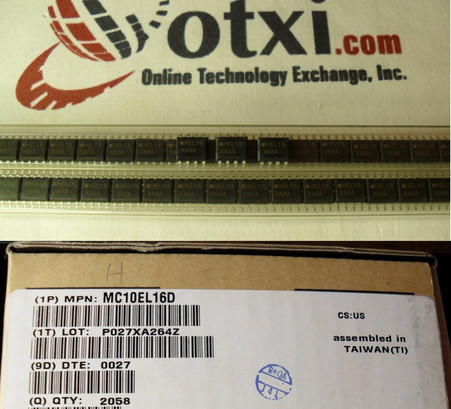 otxi.com
Online Technology Exchange, Inc.
HEL16
(1P) MPN: MC10EL16D
(1T) LOT: P027XA264Z
(9D) DTE: 0027
(Q) QTY: 2058
CS:US
assembled in
TAIWAN(TI)
H